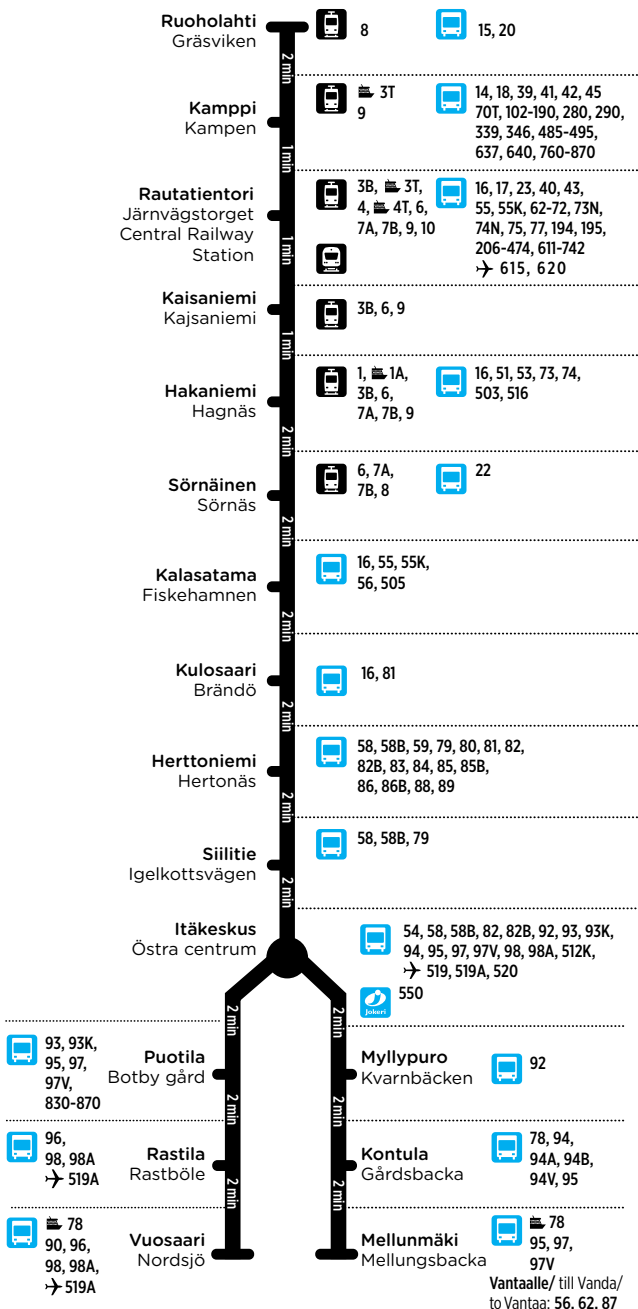 Ruoholahti
Gräsviken
8
15, 20
2 min
Kamppi
Kampen
3T
9
14, 18, 39, 41, 42, 45
70T, 102-190, 280, 290,
339, 346, 485-495,
637, 640, 760-870
1 min
Rautatientori
Järnvägstorget
Central Railway
Station
3B, 3T,
4, 4T, 6,
7A, 7B, 9, 10
16, 17, 23, 40, 43,
55, 55K, 62-72, 73N,
74N, 75, 77, 194, 195,
206-474, 611-742
615, 620
1 min
Kaisaniemi
Kajsaniemi
3B, 6, 9
1 min
Hakaniemi
Hagnäs
1, 1A,
3B, 6,
7A, 7B, 9
16, 51, 53, 73, 74,
503, 516
2 min
Sörnäinen
Sörnäs
6, 7A,
7B, 8
22
2 min
Kalasatama
Fiskehamnen
16, 55, 55K,
56, 505
2 min
Kulosaari
Brändö
16, 81
2 min
Herttoniemi
Hertonäs
58, 58B, 59, 79, 80, 81, 82,
82B, 83, 84, 85, 85B,
86, 86B, 88, 89
2 min
Siilitie
Igelkottsvägen
58, 58B, 79
2 min
Itäkeskus
Östra centrum
54, 58, 58B, 82, 82B, 92, 93, 93K,
94, 95, 97, 97V, 98, 98A, 512K,
519, 519A, 520
Jokeri
550
2 min
2 min
93, 93K,
95, 97,
97V,
830-870
Puotila
Botby gård
Myllypuro
Kvarnbäcken
92
2 min
2 min
96,
98, 98A
519A
Rastila
Rastböle
Kontula
Gårdsbacka
78, 94,
94A, 94B,
94V, 95
2 min
2 min
78
90, 96,
98, 98A,
519A
Vuosaari
Nordsjö
Mellunmäki
Mellungsbacka
78
95, 97,
97V
Vantaalle/ till Vanda/
to Vantaa: 56, 62, 87